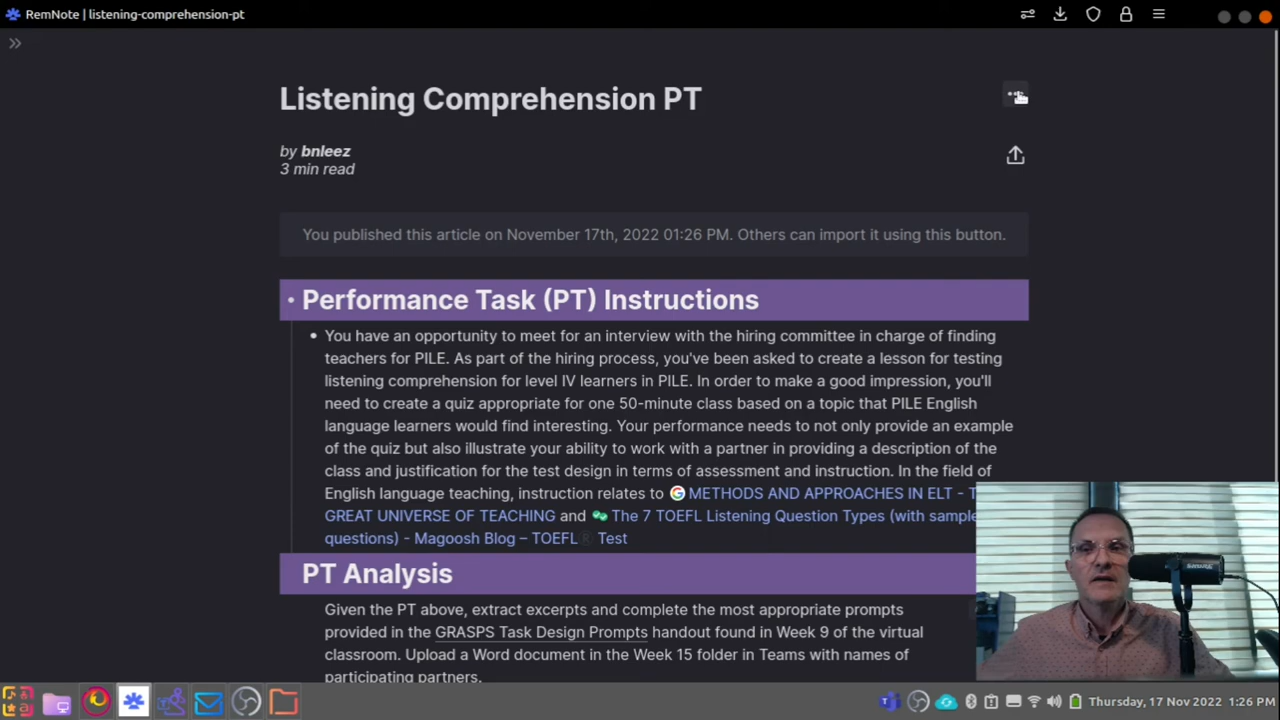 RemNote | listening-comprehension-pt
Listening Comprehension PT
by bnleez
3 min read
You published this article on November 17th, 2022 01:26 PM. Others can import it using this button.
Performance Task (PT) Instructions
You have an opportunity to meet for an interview with the hiring committee in charge of finding
teachers for PILE. As part of the hiring process, you've been asked to create a lesson for testing
listening comprehension for level IV learners in PILE. In order to make a good impression, you'll
need to create a quiz appropriate for one 50-minute class based on a topic that PILE English
language learners would find interesting. Your performance needs to not only provide an example
of the quiz but also illustrate your ability to work with a partner in providing a description of the
class and justification for the test design in terms of assessment and instruction. In the field of
English language teaching, instruction relates to METHODS AND APPROACHES IN ELT - T
GREAT UNIVERSE OF TEACHING and The 7 TOEFL Listening Question Types (with sample
questions) - Magoosh Blog – TOEFL® Test
PT Analysis
Given the PT above, extract excerpts and complete the most appropriate prompts
provided in the GRASPS Task Design Prompts handout found in Week 9 of the virtual
classroom. Upload a Word document in the Week 15 folder in Teams with names of
participating partners.
Thursday, 17 Nov 2022 1:26 PM